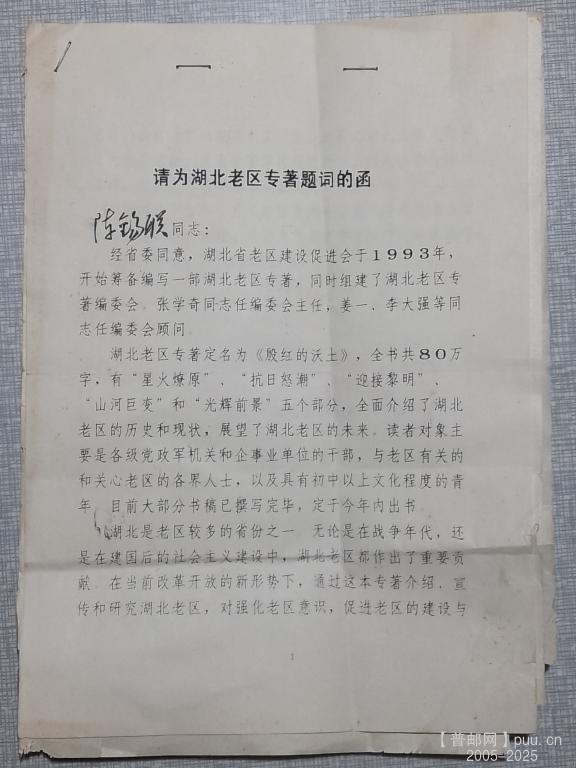 请为湖北老区专著题词的函
陈锡联同志：
经省委同意，湖北省老区建设促进会于1993年，
开始筹备编写一部湖北老区专著，同时组建了湖北老区专
著编委会。张学奇同志任编委会主任，姜一、李大强等同
志任编委会顾问。
湖北老区专著定名为《殷红的沃土》，全书共80万
字，有“星火燎原”、“抗日怒潮”、“迎接黎明”、
“山河巨变”和“光辉前景”五个部分，全面介绍了湖北
老区的历史和现状，展望了湖北老区的未来。读者对象主
要是各级党政军机关和企事业单位的干部，与老区有关的
和关心老区的各界人士，以及具有初中以上文化程度的青
年。目前大部分书稿已撰写完毕，定于今年内出书。
湖北是老区较多的省份之一。无论是在战争年代，还
是在建国后的社会主义建设中，湖北老区都作出了重要贡
献。在当前改革开放的新形势下，通过这本专著介绍、宣
传和研究湖北老区，对强化老区意识，促进老区的建设与
1
【普邮网】puu.cn
2005-2025